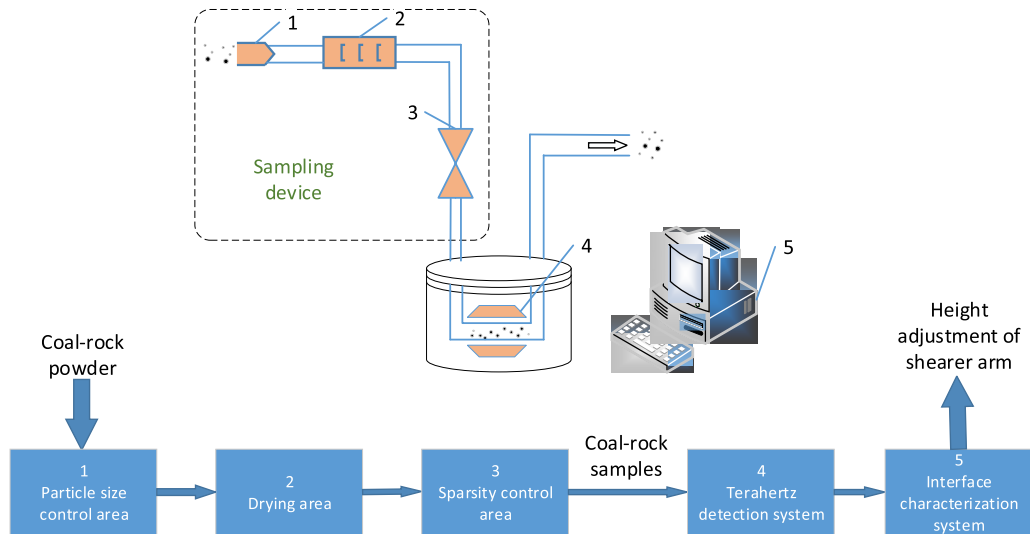 1
2
3
Sampling
device
4
5
Coal-rock
powder
Height
adjustment of
shearer arm
Coal-rock
samples
1
Particle size
control area
2
Drying area
3
Sparsity control
area
4
Terahertz
detection system
5
Interface
characterization
system